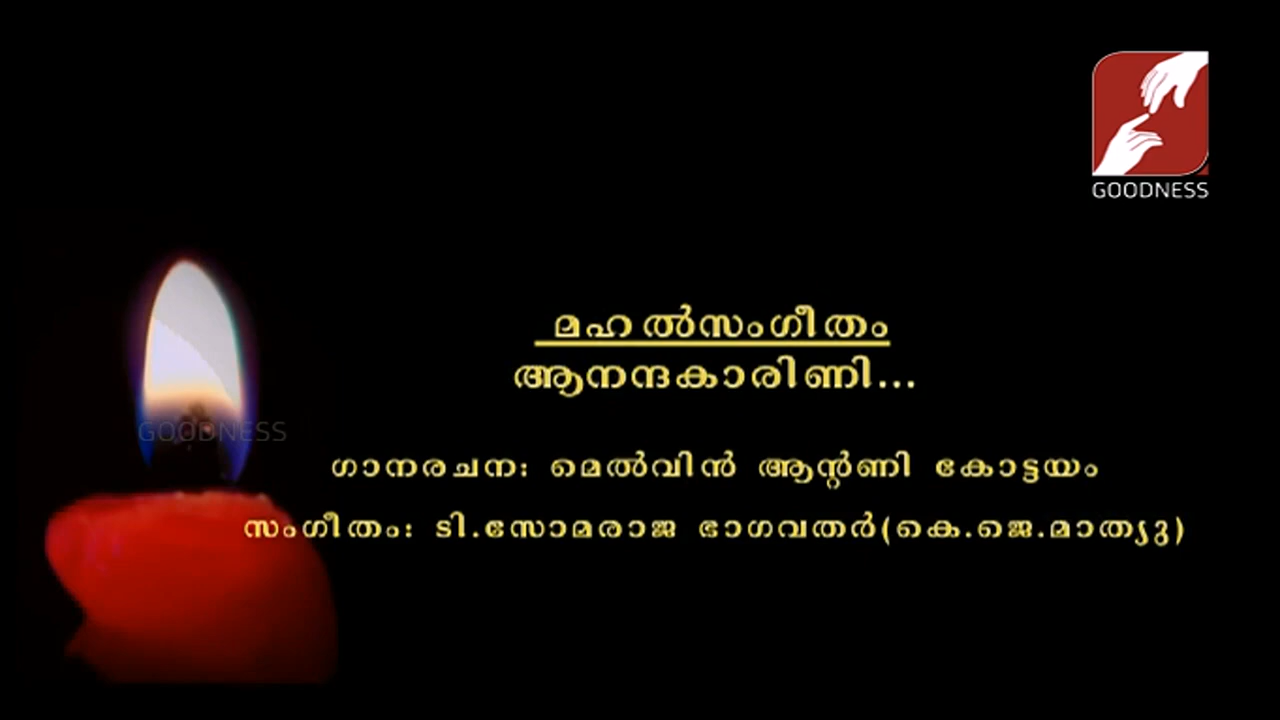 GOODNESS
മഹൽസംഗീതം
ആനന്ദകാരിണി...
GOODNESS
ഗാനരചന: മെൽവിൻ ആന്റണി കോട്ടയം
സംഗീതം: ടി.സോമരാജ ഭാഗവതർ(കെ.ജെ.മാത്യു)